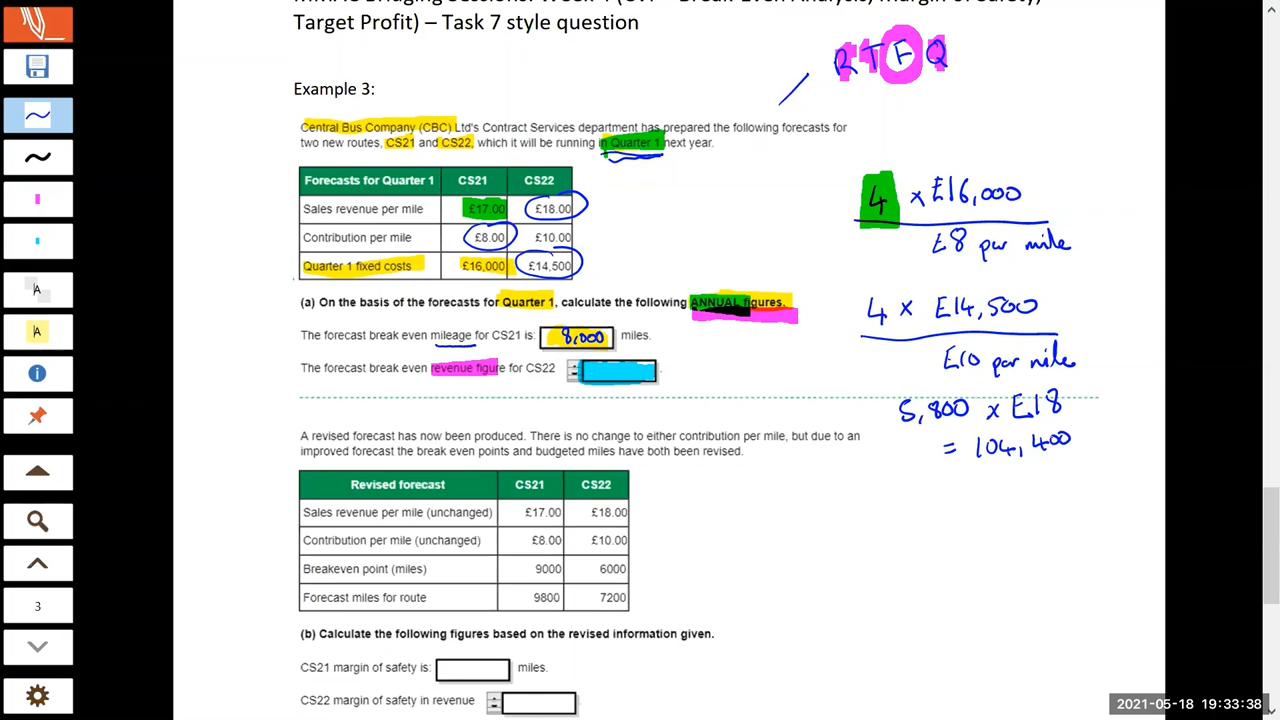 Target Profit) – Task 7 style question
R T F Q
Example 3:
Central Bus Company (CBC) Ltd's Contract Services department has prepared the following forecasts for
two new routes, CS21 and CS22, which it will be running in Quarter 1 next year.
Forecasts for Quarter 1 CS21 CS22
Sales revenue per mile £17.00 £18.00
Contribution per mile £8.00 £10.00
Quarter 1 fixed costs £16,000 £14,500
4 × £16,000
£8 per mile
(a) On the basis of the forecasts for Quarter 1, calculate the following ANNUAL figures.
The forecast break even mileage for CS21 is: 8,000 miles.
The forecast break even revenue figure for CS22
4 × £14,500
£10 per mile
5,800 × £18
= 104,400
A revised forecast has now been produced. There is no change to either contribution per mile, but due to an
improved forecast the break even points and budgeted miles have both been revised.
Revised forecast CS21 CS22
Sales revenue per mile (unchanged) £17.00 £18.00
Contribution per mile (unchanged) £8.00 £10.00
Breakeven point (miles) 9000 6000
Forecast miles for route 9800 7200
(b) Calculate the following figures based on the revised information given.
CS21 margin of safety is: miles.
CS22 margin of safety in revenue
A
A
3
2021-05-18 19:33:38